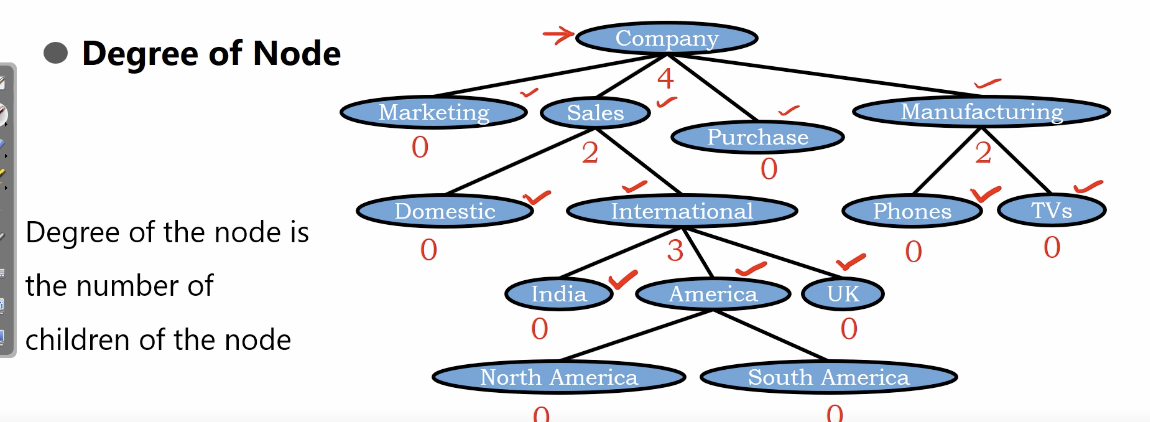 Degree of Node
Company
4
Marketing Sales Purchase Manufacturing
0 2 0 2
Domestic International Phones TVs
0 3 0 0
India America UK
0 0
North America South America
0 0
Degree of the node is
the number of
children of the node